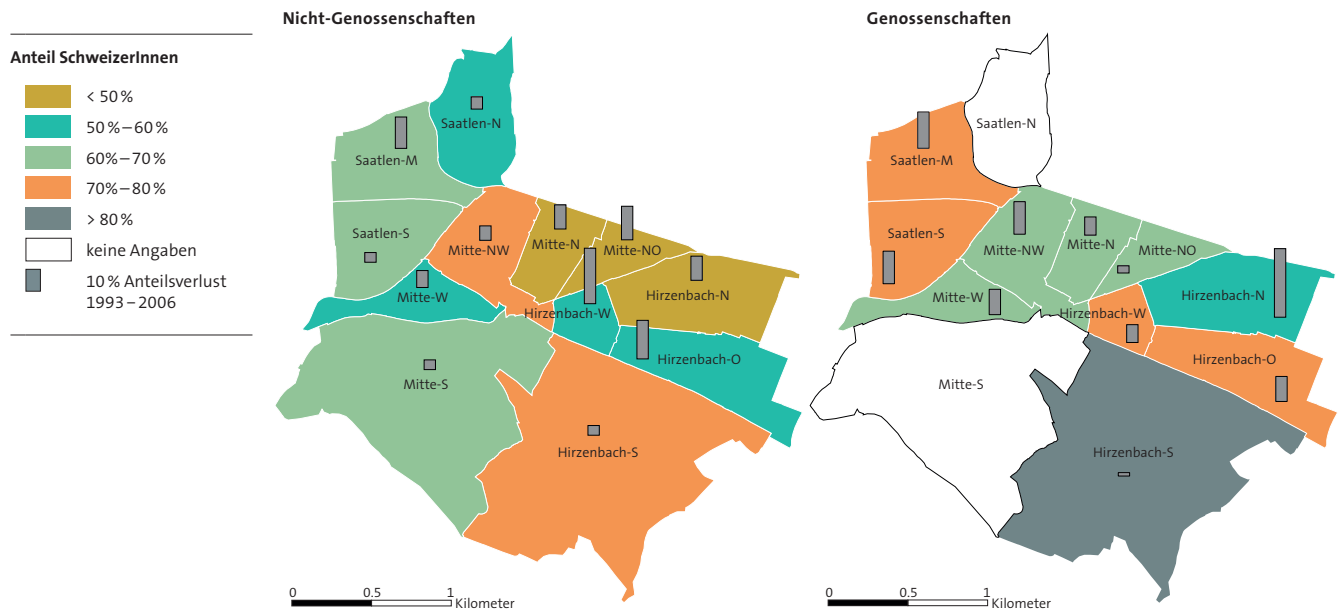 Nicht-Genossenschaften
Genossenschaften
Anteil SchweizerInnen
< 50 %
50 % – 60 %
60% – 70 %
70% – 80 %
> 80 %
keine Angaben
10 % Anteilsverlust
1993 – 2006
Saatlen-N
Saatlen-M
Saatlen-S
Mitte-NW
Mitte-N
Mitte-NO
Mitte-W
Hirzenbach-N
Hirzenbach-W
Hirzenbach-O
Mitte-S
Hirzenbach-S
0 0.5 1
Kilometer
Saatlen-N
Saatlen-M
Saatlen-S
Mitte-NW
Mitte-N
Mitte-NO
Mitte-W
Hirzenbach-N
Hirzenbach-W
Hirzenbach-O
Mitte-S
Hirzenbach-S
0 0.5 1
Kilometer